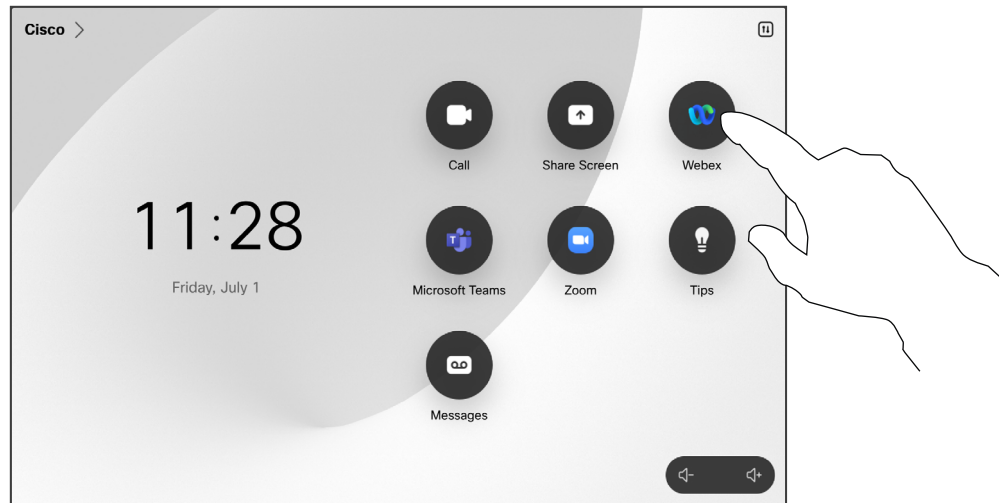 Cisco
Call
Share Screen
Webex
11:28
Friday, July 1
Microsoft Teams
Zoom
Tips
Messages